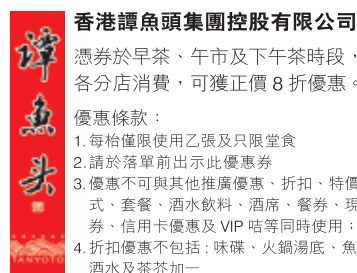 譚魚头
TANYOTO
香港譚魚頭集團控股有限公司
憑券於早茶、午市及下午茶時段，
各分店消費，可獲正價 8 折優惠。
優惠條款：
1. 每枱僅限使用乙張及只限堂食
2. 請於落單前出示此優惠券
3. 優惠不可與其他推廣優惠、折扣、特價
式、套餐、酒水飲料、酒席、餐券、現
券、信用卡優惠及 VIP 咭等同時使用；
4. 折扣優惠不包括 : 味碟、火鍋湯底、魚
酒水及茶芥加一